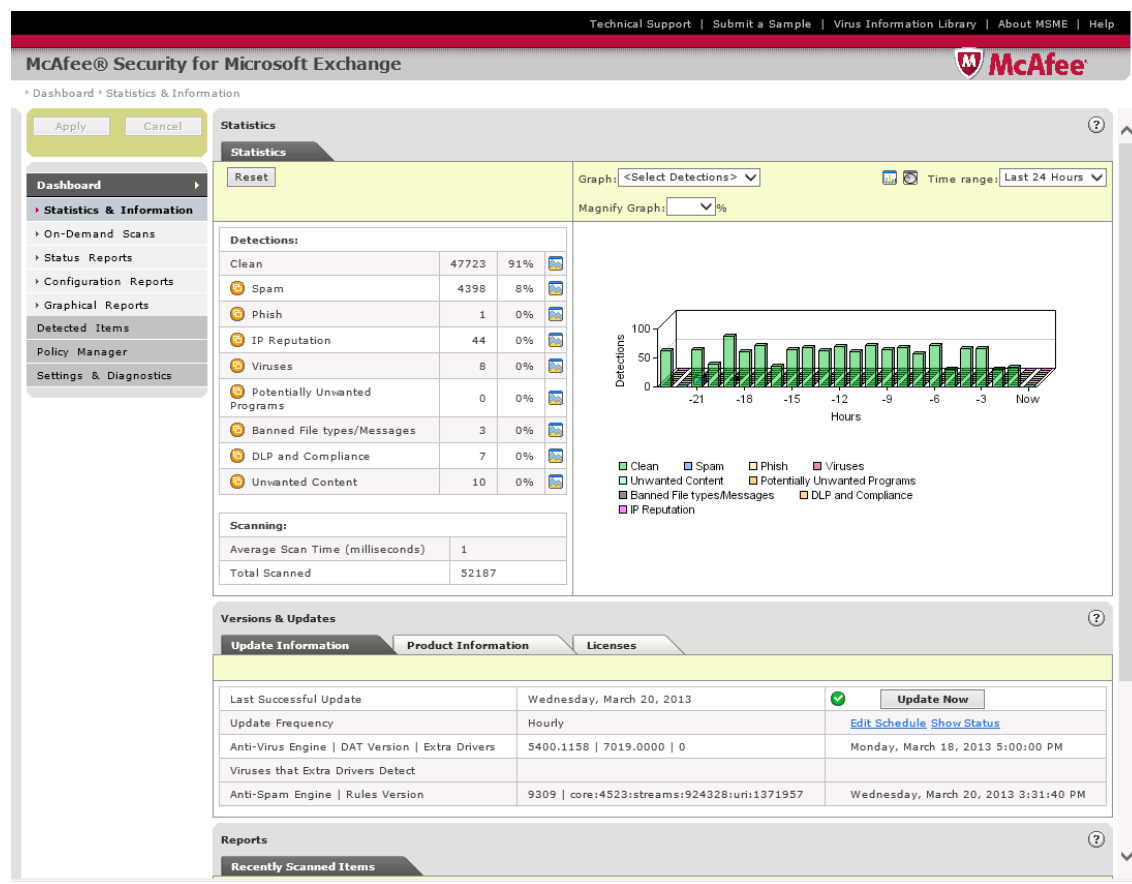 Technical Support | Submit a Sample | Virus Information Library | About MSME | Help
McAfee® Security for Microsoft Exchange
McAfee
Dashboard › Statistics & Information
Apply Cancel
Dashboard
Statistics & Information
On-Demand Scans
Status Reports
Configuration Reports
Graphical Reports
Detected Items
Policy Manager
Settings & Diagnostics
Statistics ?
Statistics
Reset
Graph: <Select Detections> Time range: Last 24 Hours
Magnify Graph: %
Detections:
Clean 47723 91%
Spam 4398 8%
Phish 1 0%
IP Reputation 44 0%
Viruses 8 0%
Potentially Unwanted
Programs 0 0%
Banned File types/Messages 3 0%
DLP and Compliance 7 0%
Unwanted Content 10 0%
Scanning:
Average Scan Time (milliseconds) 1
Total Scanned 52187
Detections
100
50
0
-21 -18 -15 -12 -9 -6 -3 Now
Hours
Clean Spam Phish Viruses
Unwanted Content Potentially Unwanted Programs
Banned File types/Messages DLP and Compliance
IP Reputation
Versions & Updates ?
Update Information Product Information Licenses
Last Successful Update Wednesday, March 20, 2013 Update Now
Update Frequency Hourly Edit Schedule Show Status
Anti-Virus Engine | DAT Version | Extra Drivers 5400.1158 | 7019.0000 | 0 Monday, March 18, 2013 5:00:00 PM
Viruses that Extra Drivers Detect
Anti-Spam Engine | Rules Version 9309 | core:4523:streams:924328:uri:1371957 Wednesday, March 20, 2013 3:31:40 PM
Reports ?
Recently Scanned Items